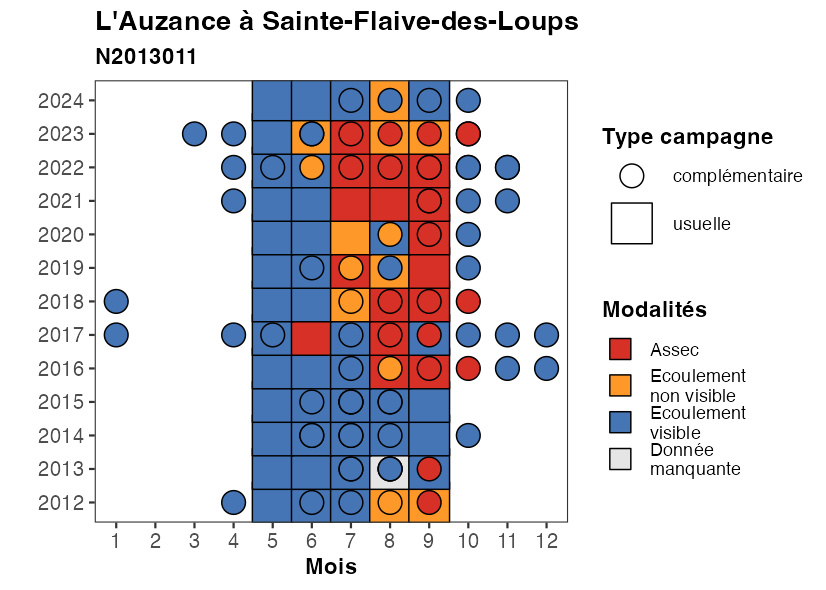 L'Auzance à Sainte-Flaive-des-Loups
N2013011
2024
2023
2022
2021
2020
2019
2018
2017
2016
2015
2014
2013
2012
1 2 3 4 5 6 7 8 9 10 11 12
Mois
Type campagne
complémentaire
usuelle
Modalités
Assec
Ecoulement
non visible
Ecoulement
visible
Donnée
manquante